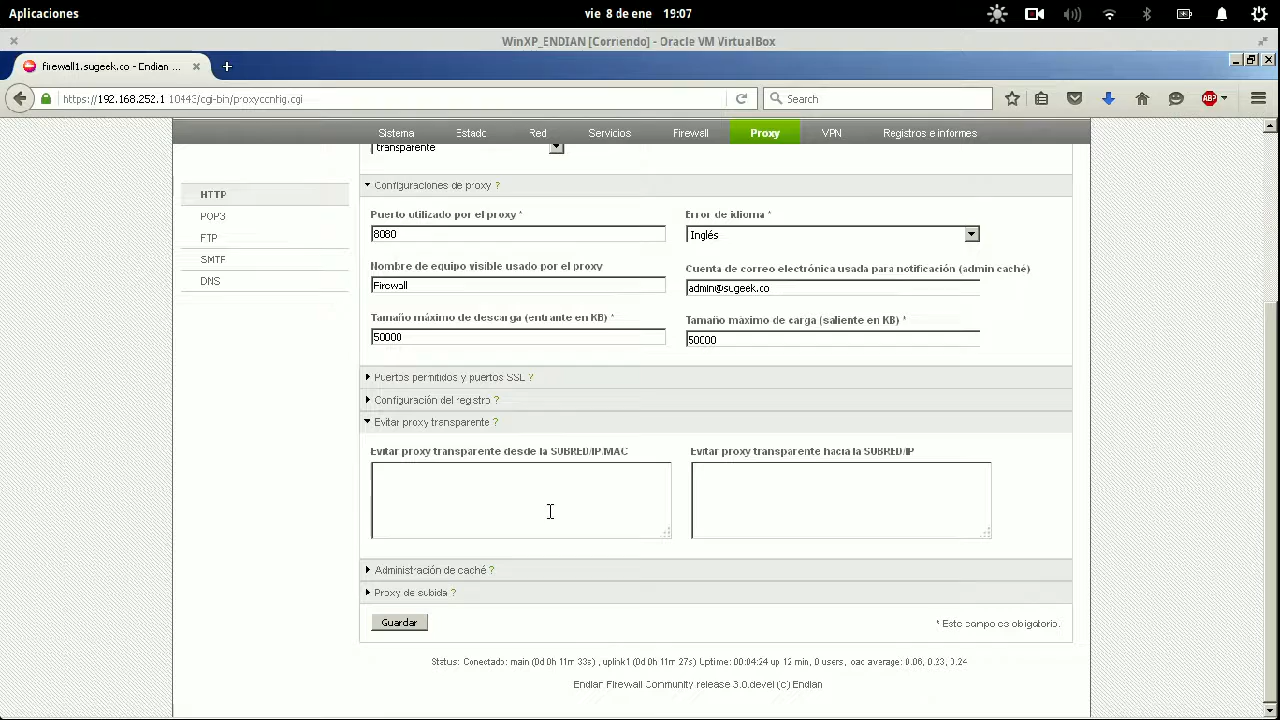 Aplicaciones
vie 8 de ene 19:07
WinXP_ENDIAN [Corriendo] - Oracle VM VirtualBox
firewall1.sugeek.co - Endian ...
https://192.168.252.1:10443/cgi-bin/proxyconfig.cgi
Search
ABP
Sistema Estado Red Servicios Firewall Proxy VPN Registros e informes
transparente
HTTP
POP3
FTP
SMTP
DNS
Configuraciones de proxy ?
Puerto utilizado por el proxy * Error de idioma *
8080 Inglés
Nombre de equipo visible usado por el proxy Cuenta de correo electrónica usada para notificación (admin caché)
Firewall admin@sugeek.co
Tamaño máximo de descarga (entrante en KB) * Tamaño máximo de carga (saliente en KB) *
50000 50000
Puertos permitidos y puertos SSL ?
Configuración del registro ?
Evitar proxy transparente ?
Evitar proxy transparente desde la SUBRED/IP/MAC Evitar proxy transparente hacia la SUBRED/IP
Administración de caché ?
Proxy de subida ?
Guardar * Este campo es obligatorio.
Status: Conectado: main (0d 0h 11m 33s) , uplink1 (0d 0h 11m 27s) Uptime: 00:04:24 up 12 min, 0 users, load average: 0.06, 0.23, 0.24
Endian Firewall Community release 3.0.devel (c) Endian